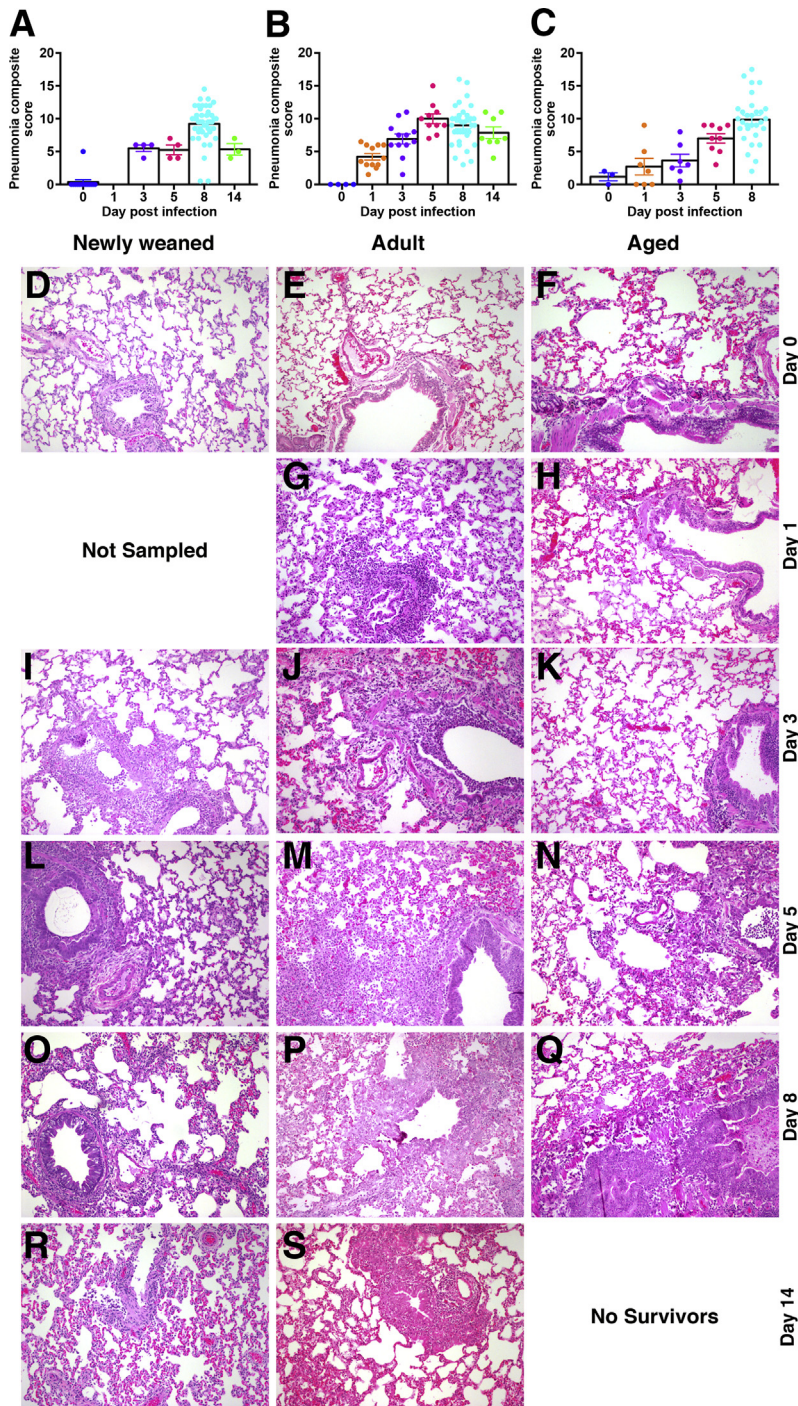 A
B
C
Pneumonia composite
score
20
15
10
5
0
0 1 3 5 8 14
Day post infection
Pneumonia composite
score
20
15
10
5
0
0 1 3 5 8 14
Day post infection
Pneumonia composite
score
20
15
10
5
0
0 1 3 5 8
Day post infection
Newly weaned
Adult
Aged
D
E
F
Day 0
Not Sampled
G
H
Day 1
I
J
K
Day 3
L
M
N
Day 5
O
P
Q
Day 8
R
S
No Survivors
Day 14